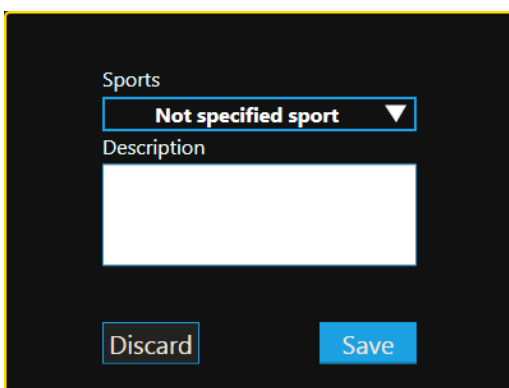 Sports
Not specified sport
Description
Discard
Save